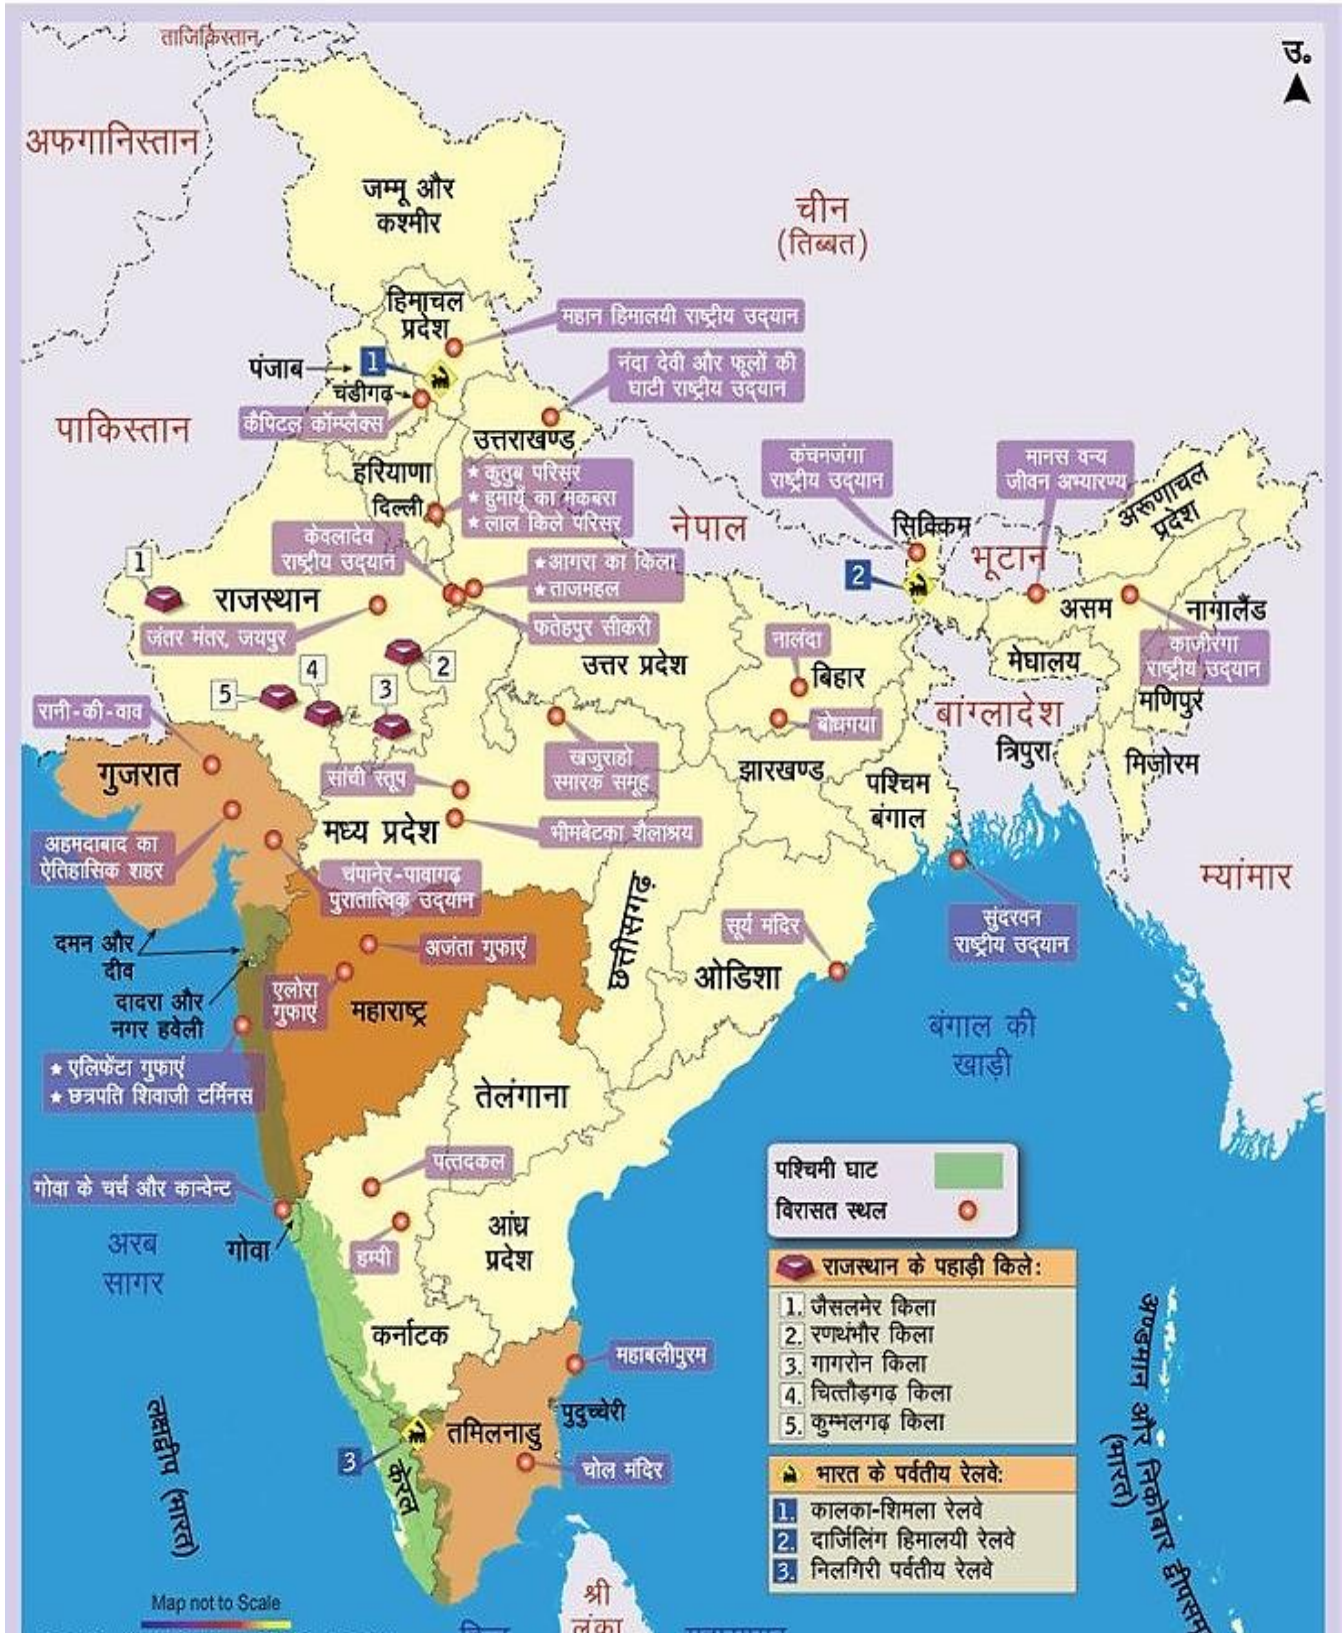 ताजिकिस्तान
उ॰
अफगानिस्तान
जम्मू और
कश्मीर
चीन
(तिब्बत)
हिमाचल
प्रदेश
महान हिमालयी राष्ट्रीय उद्यान
पंजाब
1
नंदा देवी और फूलों की
घाटी राष्ट्रीय उद्यान
चंडीगढ़
कैपिटल कॉम्प्लैक्स
पाकिस्तान
उत्तराखण्ड
हरियाणा
दिल्ली
★ कुतुब परिसर
★ हुमायूँ का मकबरा
★ लाल किले परिसर
कंचनजंगा
राष्ट्रीय उद्यान
मानस वन्य
जीवन अभ्यारण्य
अरूणाचल
प्रदेश
नेपाल
सिक्किम
भूटान
केवलादेव
राष्ट्रीय उद्यान
★आगरा का किला
★ ताजमहल
2
1
राजस्थान
असम
नागालैंड
जंतर मंतर, जयपुर
फतेहपुर सीकरी
नालंदा
काजीरंगा
राष्ट्रीय उद्यान
उत्तर प्रदेश
बिहार
मेघालय
2
4
3
5
रानी-की-वाव
मणिपुर
बांग्लादेश
बोधगया
त्रिपुरा
मिज़ोरम
गुजरात
सांची स्तूप
खजुराहो
स्मारक समूह
झारखण्ड
पश्चिम
बंगाल
मध्य प्रदेश
भीमबेटका शैलाश्रय
अहमदाबाद का
ऐतिहासिक शहर
चंपानेर-पावागढ़
पुरातात्विक उद्यान
म्यांमार
छत्तीसगढ़
सूर्य मंदिर
सुंदरवन
राष्ट्रीय उद्यान
दमन और
दीव
अजंता गुफाएं
ओडिशा
दादरा और
नगर हवेली
एलोरा
गुफाएं
महाराष्ट्र
बंगाल की
खाड़ी
★ एलिफेंटा गुफाएं
★ छत्रपति शिवाजी टर्मिनस
तेलंगाना
पत्तदकल
गोवा के चर्च और कान्वेन्ट
पश्चिमी घाट
विरासत स्थल
अरब
सागर
गोवा
हम्पी
आंध्र
प्रदेश
राजस्थान के पहाड़ी किले:
1. जैसलमेर किला
2. रणथंभौर किला
3. गागरोन किला
4. चित्तौड़गढ़ किला
5. कुम्भलगढ़ किला
कर्नाटक
महाबलीपुरम
पुदुच्चेरी
तमिलनाडु
3
केरल
चोल मंदिर
लक्षद्वीप (भारत)
अण्डमान और निकोबार द्वीपसम
(भारत)
भारत के पर्वतीय रेलवे:
1. कालका-शिमला रेलवे
2. दार्जिलिंग हिमालयी रेलवे
3. निलगिरी पर्वतीय रेलवे
Map not to Scale
श्री
लंका